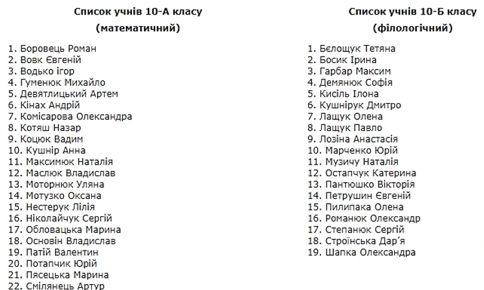 Список учнів 10-А класу
(математичний)
1. Боровець Роман
2. Вовк Євгеній
3. Водько ігор
4. Гуменюк Михайло
5. Девятлицький Артем
6. Кінах Андрій
7. Комісарова Олександра
8. Котяш Назар
9. Коцюк Вадим
10. Кушнір Анна
11. Максимюк Наталія
12. Маслюк Владислав
13. Моторнюк Уляна
14. Мотузко Оксана
15. Нестерук Лілія
16. Ніколайчук Сергій
17. Обловацька Марина
18. Основін Владислав
19. Патій Валентин
20. Потапчик Юрій
21. Пясецька Марина
22. Смілянець Артур
Список учнів 10-Б класу
(філологічний)
1. Бєлощук Тетяна
2. Босик Ірина
3. Гарбар Максим
4. Демянюк Софія
5. Кисіль Ілона
6. Кушнірук Дмитро
7. Лащук Олена
8. Лащук Павло
9. Лозіна Анастасія
10. Марченко Юрій
11. Музичу Наталія
12. Остапчук Катерина
13. Пантюшко Вікторія
14. Петрушин Євгеній
15. Пилипака Олена
16. Романюк Олександр
17. Степанюк Сергій
18. Строїнська Дар'я
19. Шапка Олександра